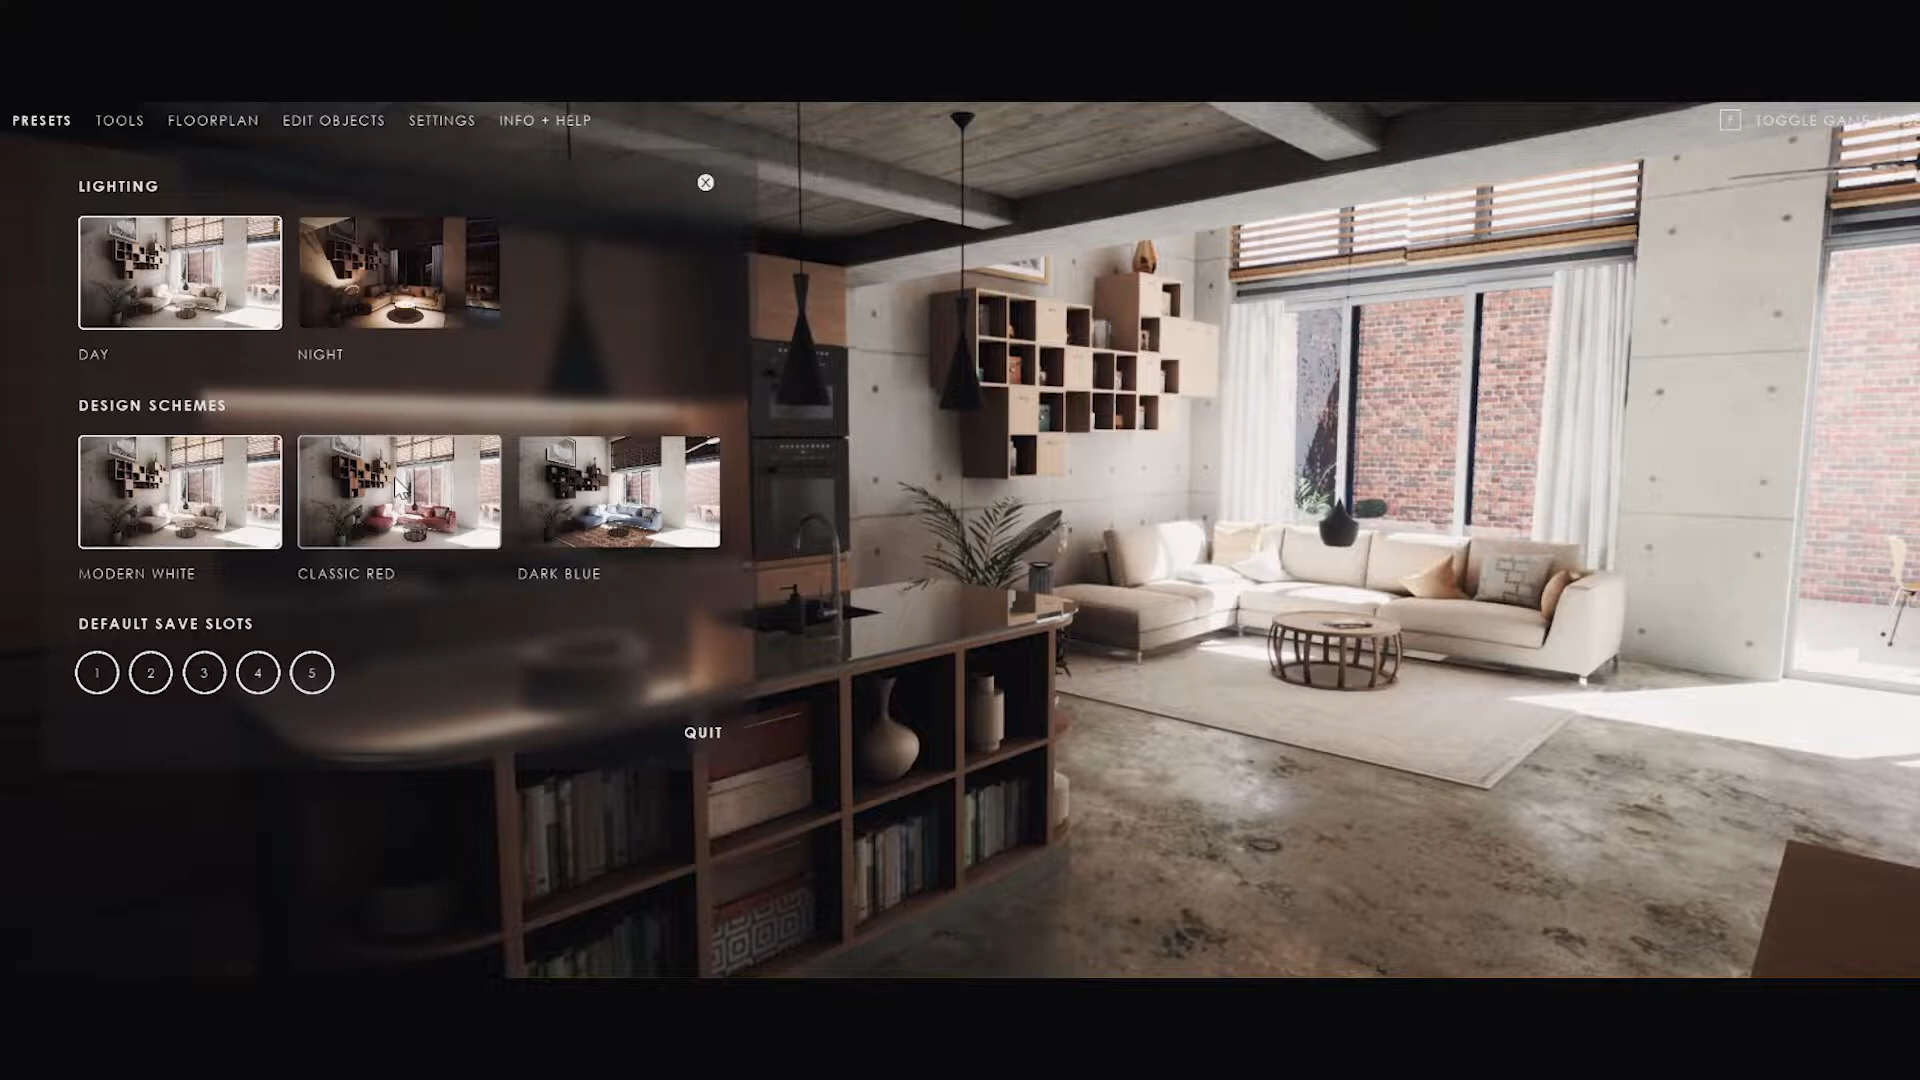 PRESETS TOOLS FLOORPLAN EDIT OBJECTS SETTINGS INFO + HELP
F TOGGLE
LIGHTING
DAY NIGHT
DESIGN SCHEMES
MODERN WHITE CLASSIC RED DARK BLUE
DEFAULT SAVE SLOTS
1 2 3 4 5
QUIT